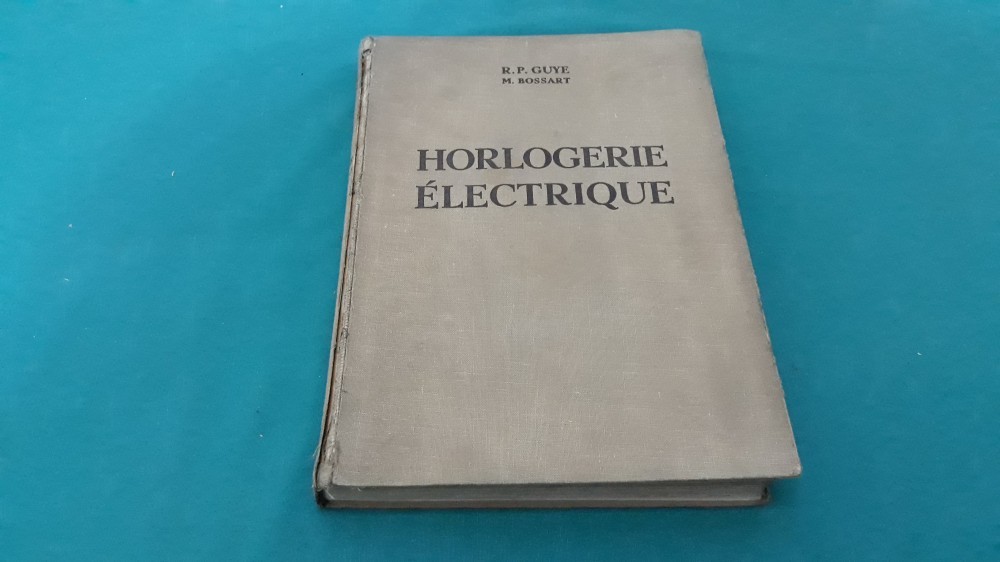 R.P. GUYE
M. BOSSART
HORLOGERIE
ÉLECTRIQUE